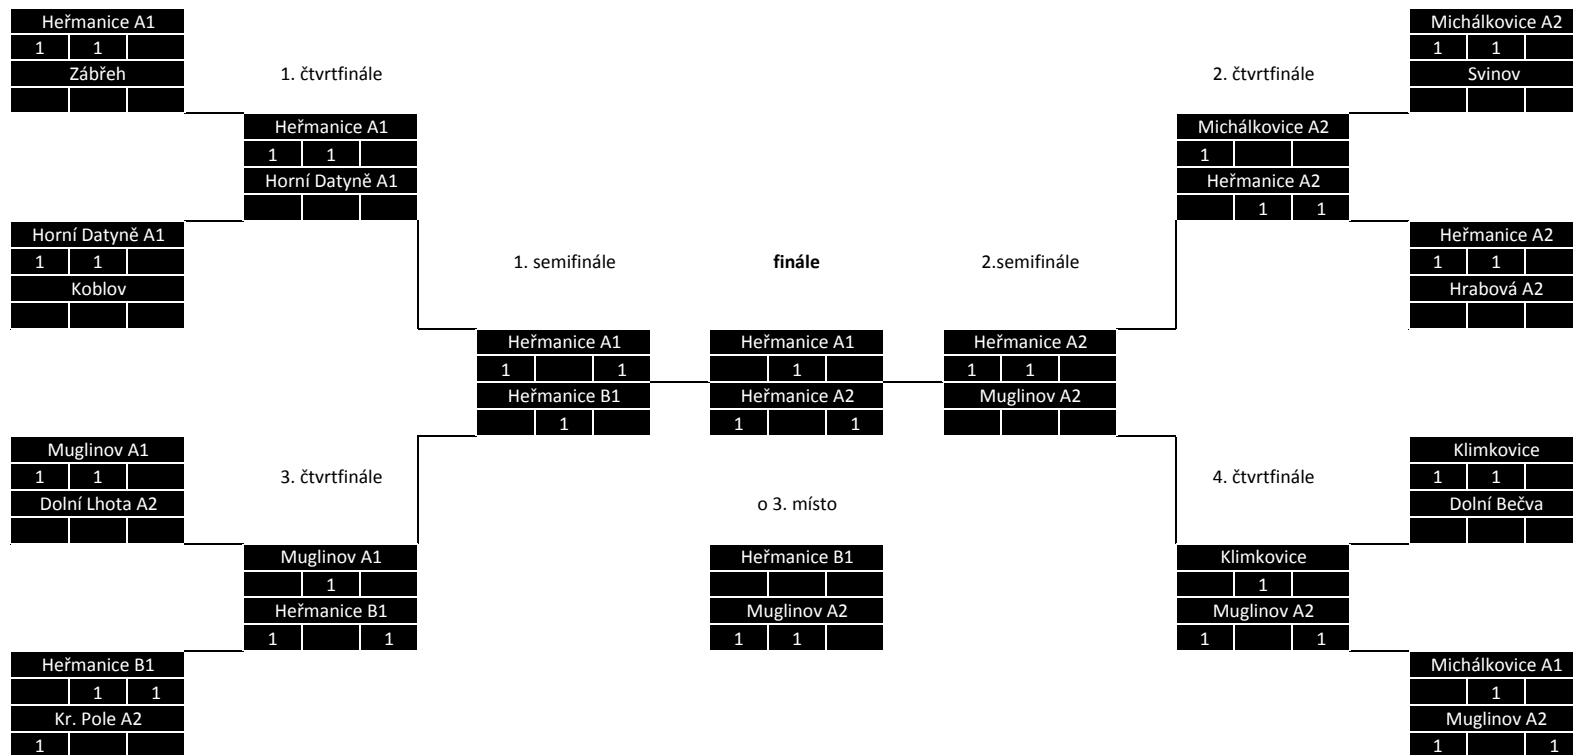 Heřmanice A1
1 1
Zábřeh
1. čtvrtfinále
Heřmanice A1
1 1
Horní Datyně A1
Horní Datyně A1
1 1
Koblov
Muglinov A1
1 1
Dolní Lhota A2
3. čtvrtfinále
Muglinov A1
1
Heřmanice B1
1 1
Heřmanice B1
1 1
Kr. Pole A2
1
1. semifinále
Heřmanice A1
1 1
Heřmanice B1
1
finále
Heřmanice A1
1
Heřmanice A2
1 1
o 3. místo
Heřmanice B1
Muglinov A2
1 1
2.semifinále
Heřmanice A2
1 1
Muglinov A2
2. čtvrtfinále
Michálkovice A2
1
Heřmanice A2
1 1
4. čtvrtfinále
Klimkovice
1
Muglinov A2
1 1
Michálkovice A2
1 1
Svinov
Heřmanice A2
1 1
Hrabová A2
Klimkovice
1 1
Dolní Bečva
Michálkovice A1
1
Muglinov A2
1 1